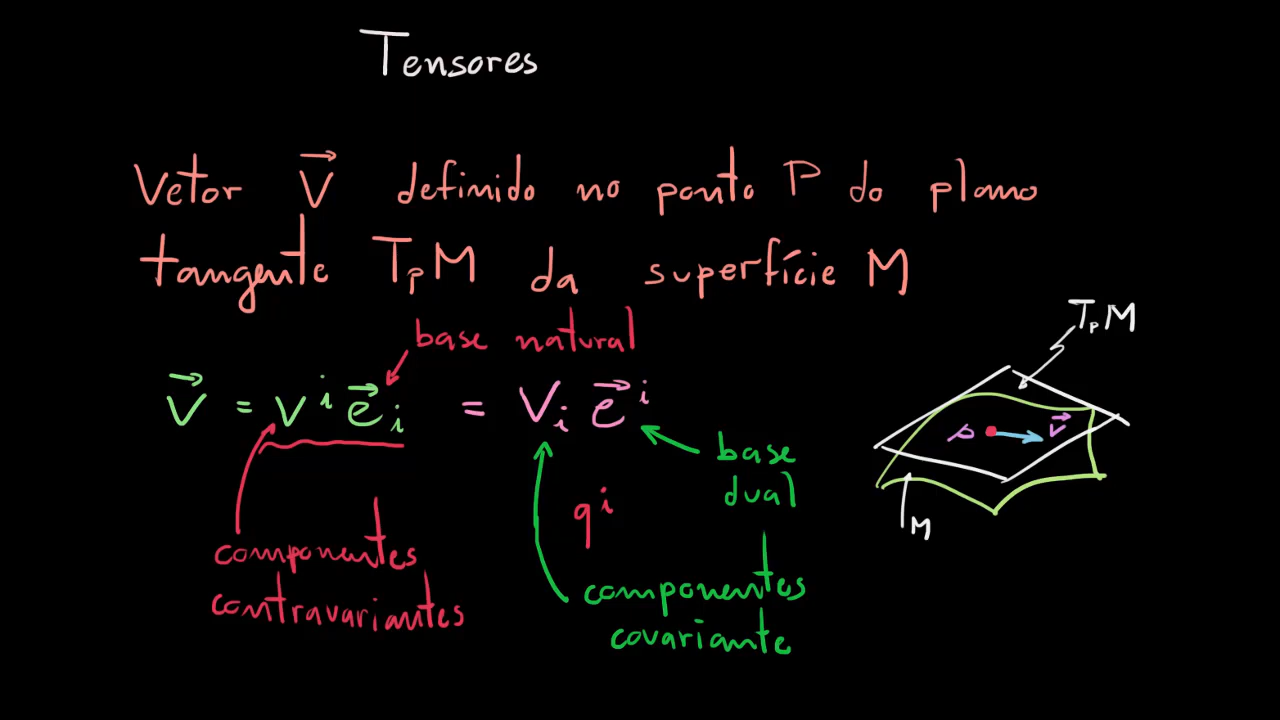 Tensores
Vetor v⃗ definido no ponto P do plano
tangente TₚM da superfície M
base natural
v⃗ = vⁱ e⃗ᵢ = vᵢ e⃗ⁱ
base
dual
qⁱ
componentes
contravariantes
componentes
covariante
TₚM
p v⃗
M